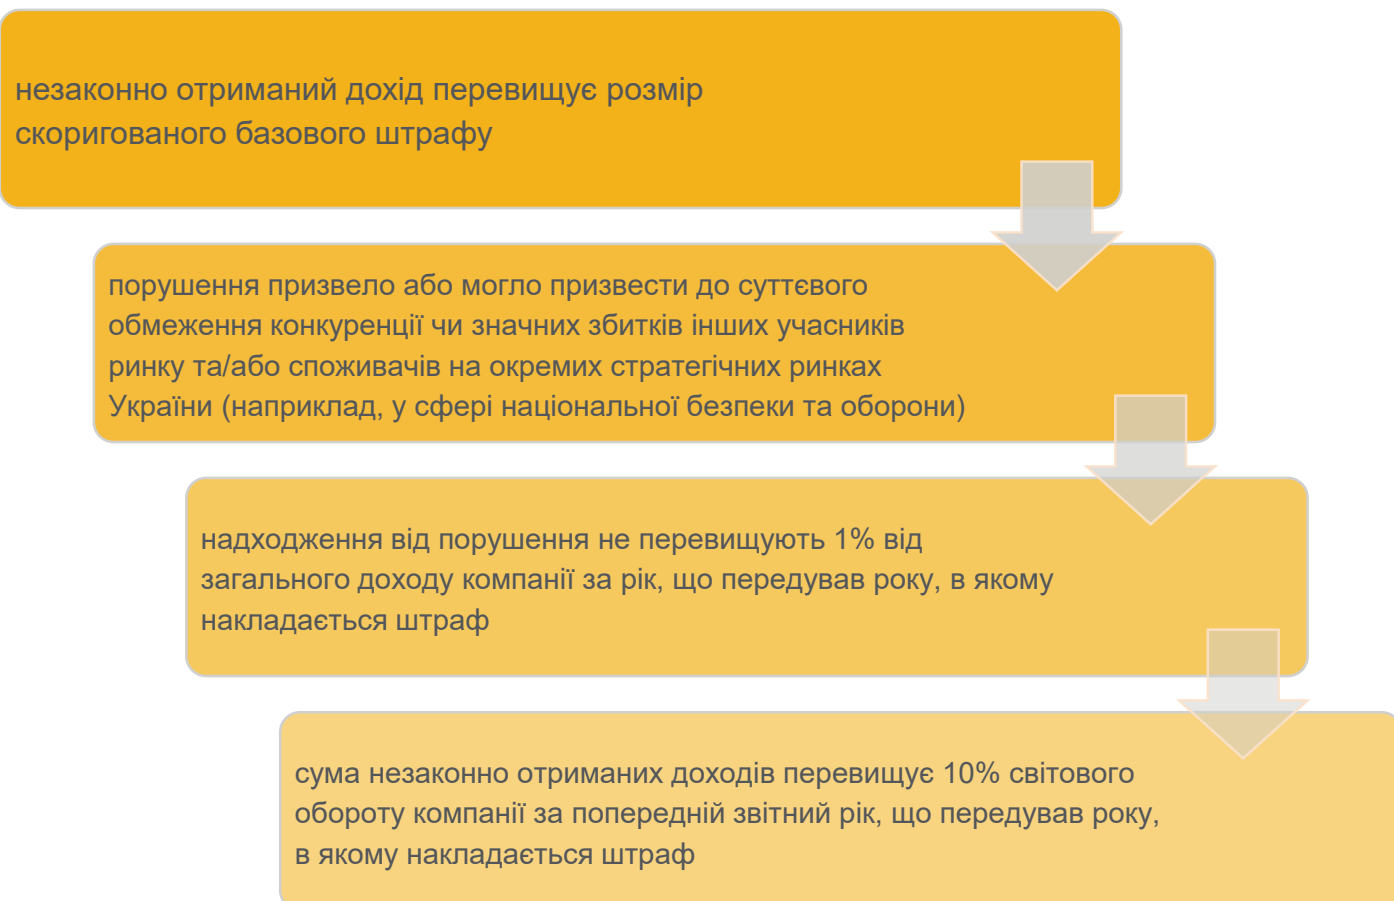 незаконно отриманий дохід перевищує розмір
скоригованого базового штрафу
порушення призвело або могло призвести до суттєвого
обмеження конкуренції чи значних збитків інших учасників
ринку та/або споживачів на окремих стратегічних ринках
України (наприклад, у сфері національної безпеки та оборони)
надходження від порушення не перевищують 1% від
загального доходу компанії за рік, що передував року, в якому
накладається штраф
сума незаконно отриманих доходів перевищує 10% світового
обороту компанії за попередній звітний рік, що передував року,
в якому накладається штраф